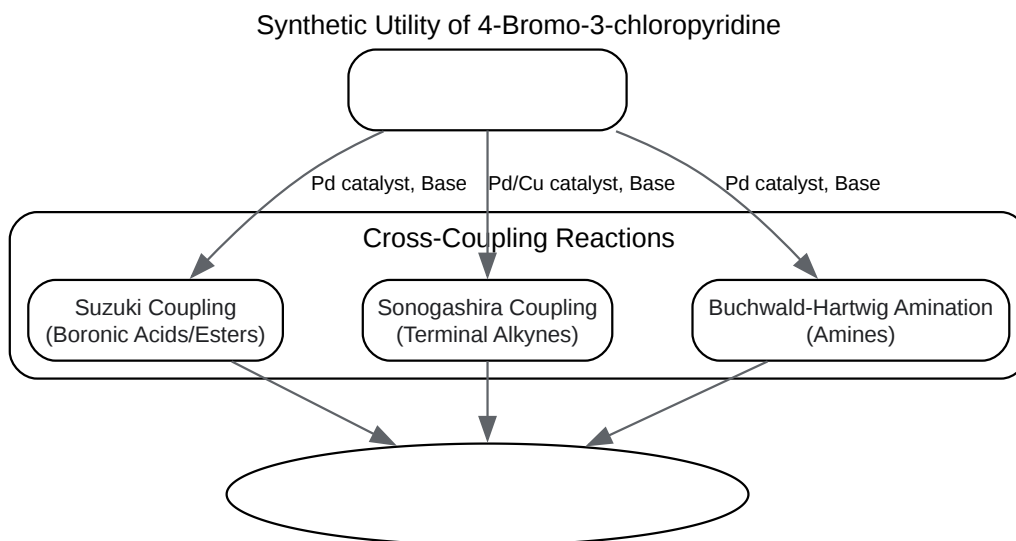 Synthetic Utility of 4-Bromo-3-chloropyridine
Pd catalyst, Base
Pd/Cu catalyst, Base
Pd catalyst, Base
Cross-Coupling Reactions
Suzuki Coupling
(Boronic Acids/Esters)
Sonogashira Coupling
(Terminal Alkynes)
Buchwald-Hartwig Amination
(Amines)